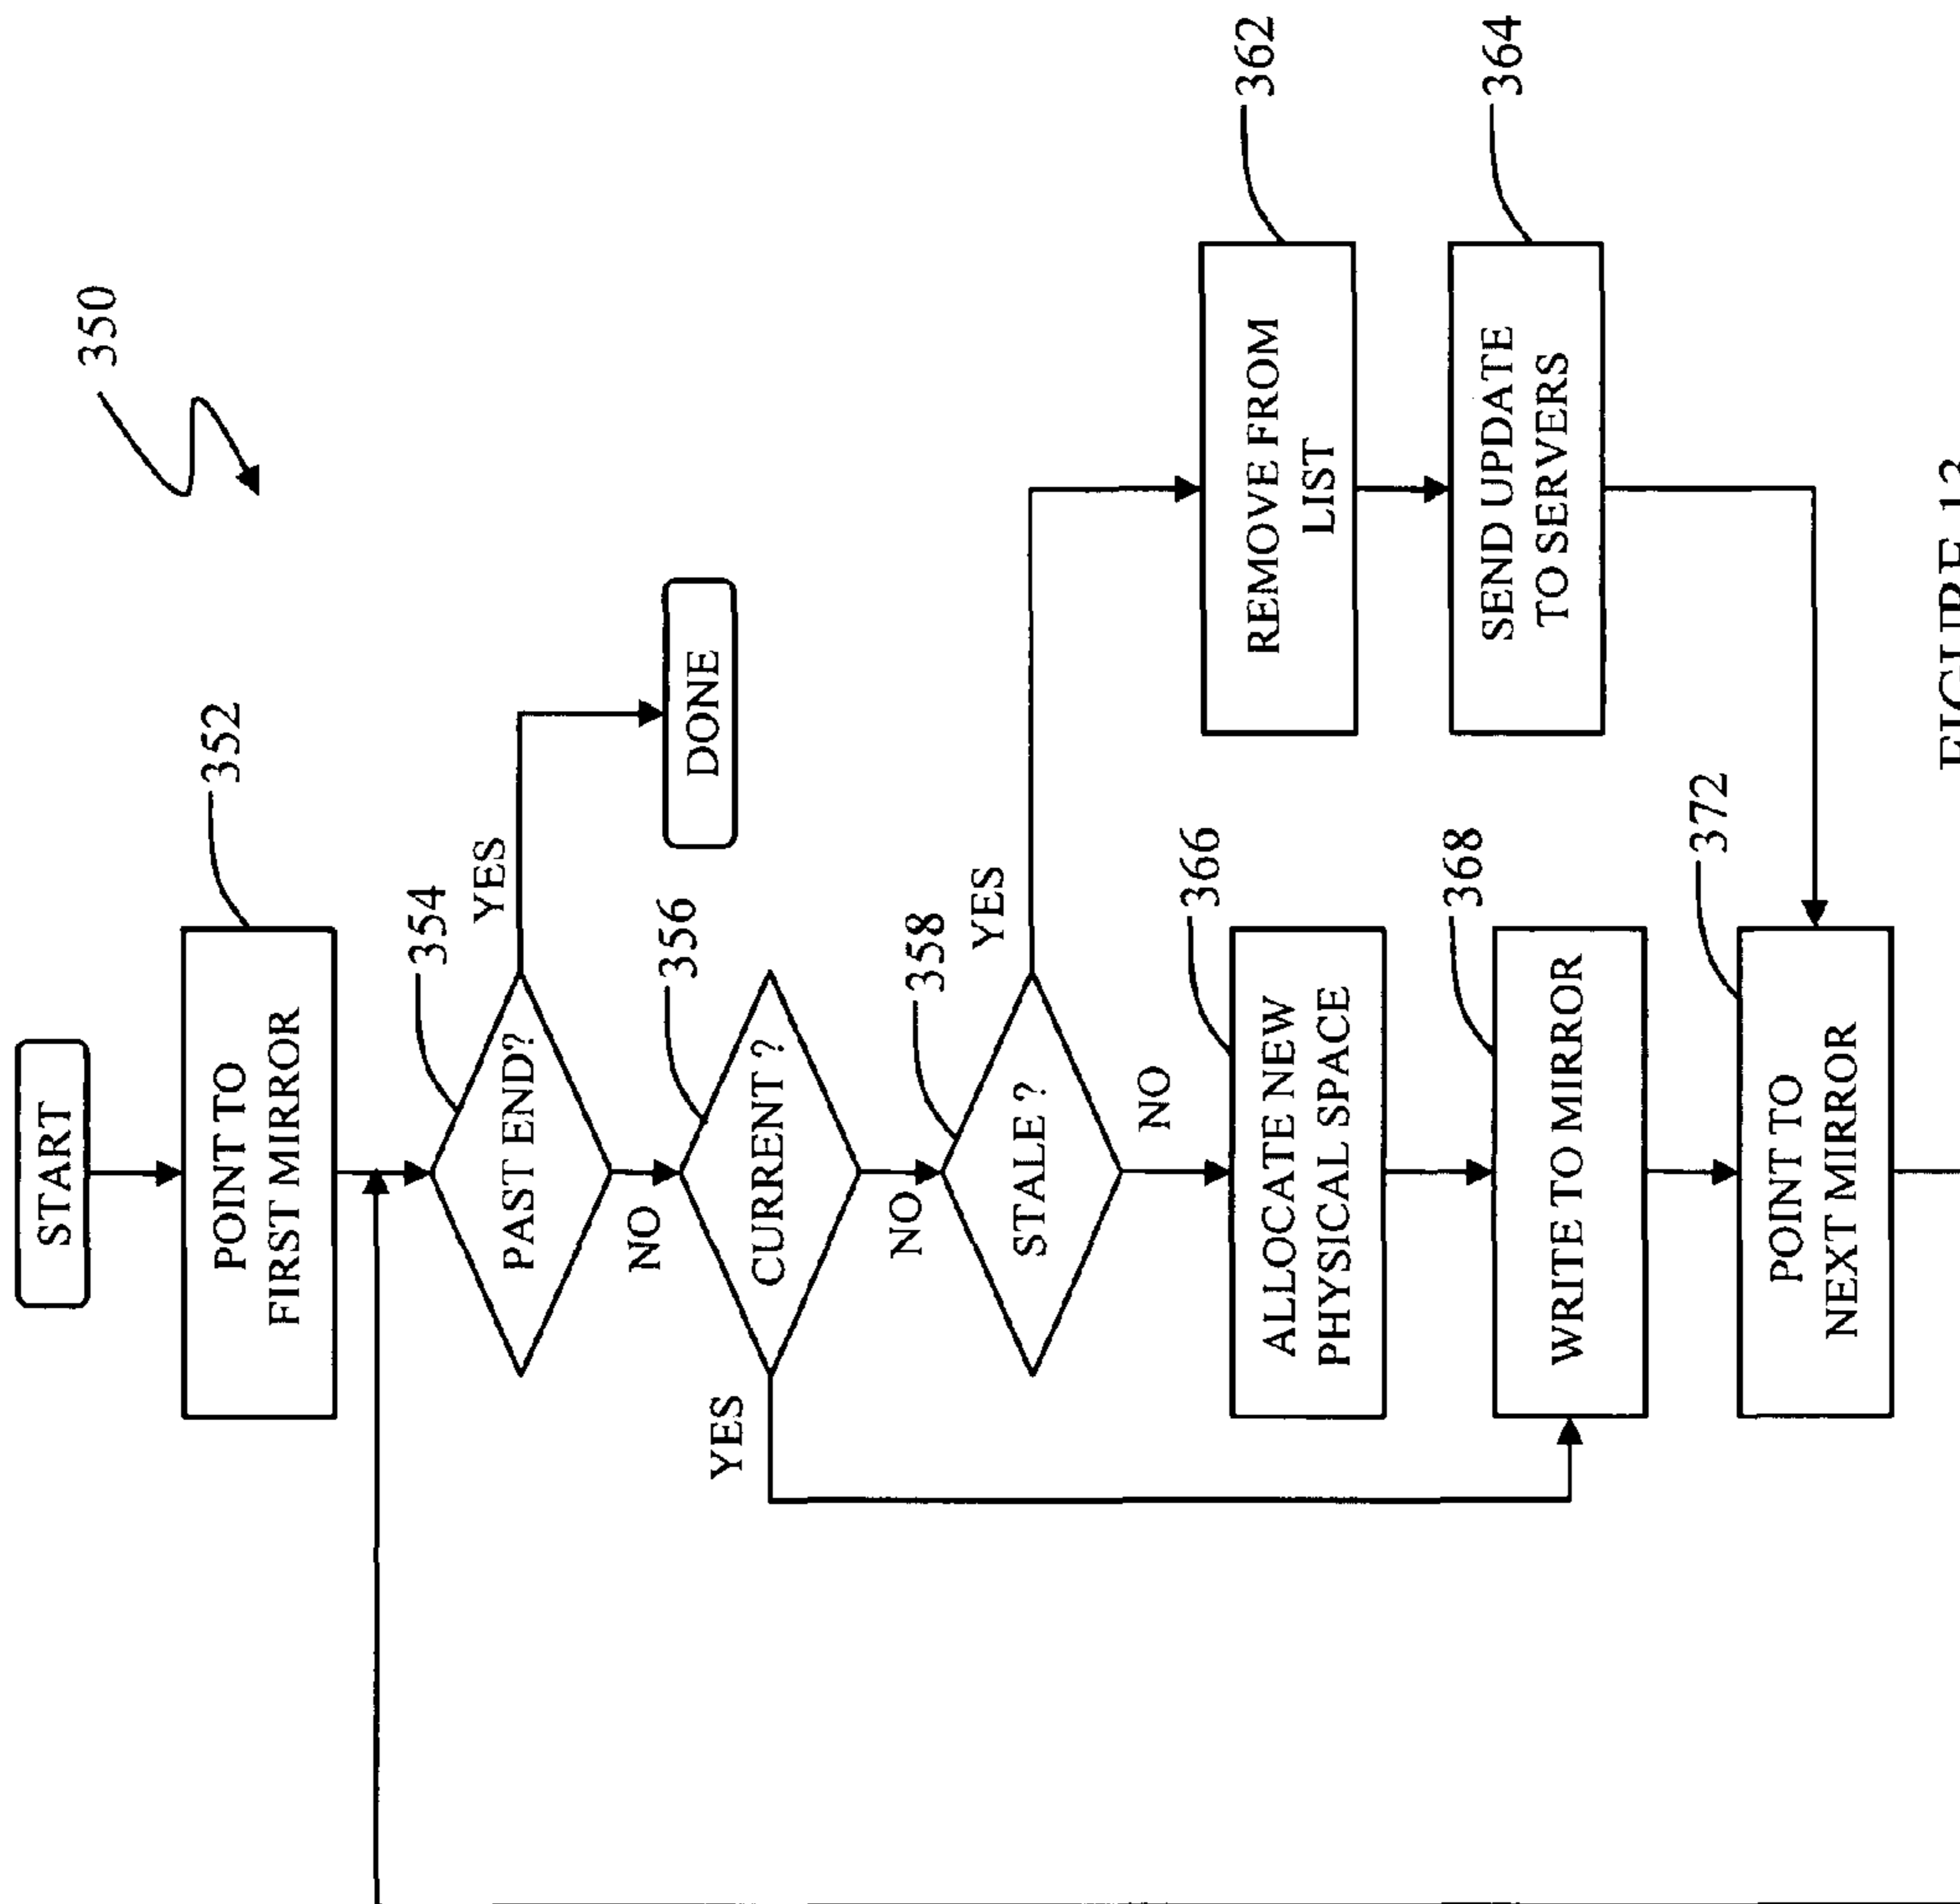 350
START
POINT TO
FIRST MIRROR
352
PAST END?
354
YES
DONE
NO
CURRENT ?
356
YES
NO
STALE ?
358
YES
NO
REMOVE FROM
LIST
362
SEND UPDATE
TO SERVERS
364
ALLOCATE NEW
PHYSICAL SPACE
366
WRITE TO MIRROR
368
POINT TO
NEXT MIRROR
372